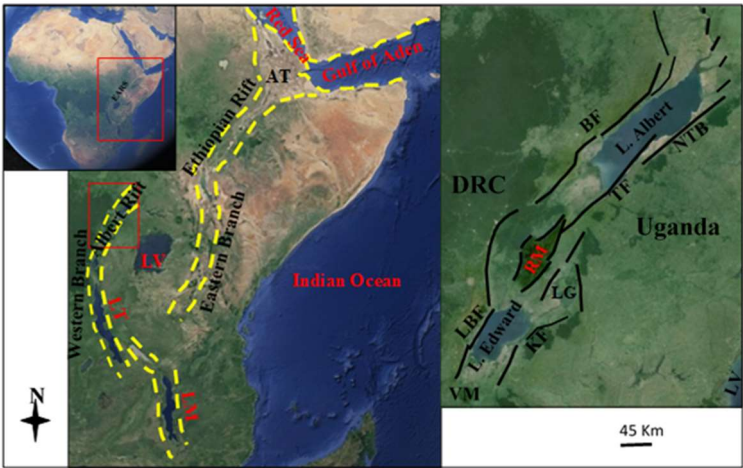 EARS
Red Sea
Gulf of Aden
AT
Ethiopian Rift
Eastern Branch
Albert Rift
Western Branch
LV
LT
LM
Indian Ocean
N
BF
L. Albert
NTB
TF
DRC
Uganda
RM
LG
LBF
L. Edward
KF
VM
LV
45 Km